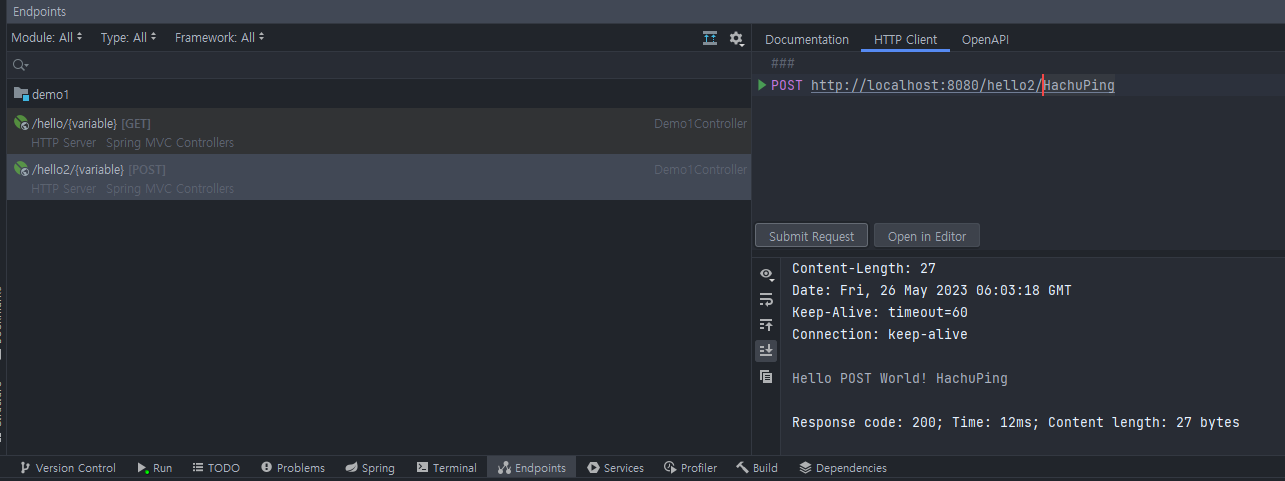 Endpoints
Module: All Type: All Framework: All
demo1
/hello/{variable} [GET] Demo1Controller
HTTP Server Spring MVC Controllers
/hello2/{variable} [POST] Demo1Controller
HTTP Server Spring MVC Controllers
Documentation HTTP Client OpenAPI
###
POST http://localhost:8080/hello2/HachuPing
Submit Request Open in Editor
Content-Length: 27
Date: Fri, 26 May 2023 06:03:18 GMT
Keep-Alive: timeout=60
Connection: keep-alive
Hello POST World! HachuPing
Response code: 200; Time: 12ms; Content length: 27 bytes
Version Control Run TODO Problems Spring Terminal Endpoints Services Profiler Build Dependencies